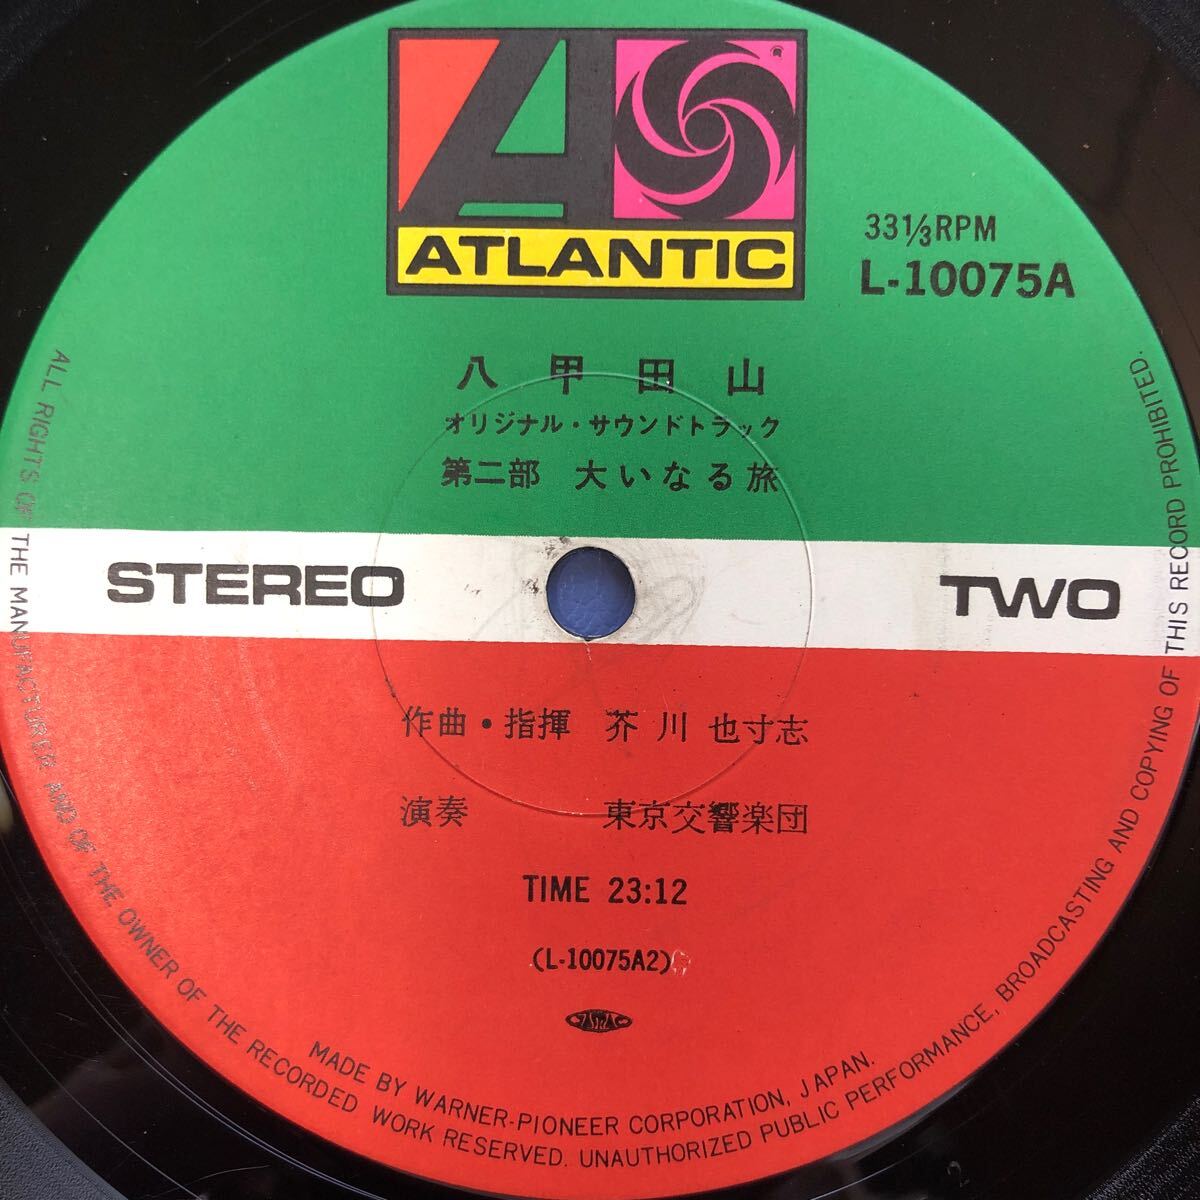 ATLANTIC
33⅓RPM
L-10075A
八甲田山
オリジナル・サウンドトラック
第二部 大いなる旅
STEREO
TWO
作曲・指揮 芥川 也寸志
演奏 東京交響楽団
TIME 23:12
(L-10075A2)
MADE BY WARNER-PIONEER CORPORATION, JAPAN.
ALL RIGHTS OF THE MANUFACTURER AND OF THE OWNER OF THE RECORDED WORK RESERVED. UNAUTHORIZED PUBLIC PERFORMANCE, BROADCASTING AND COPYING OF THIS RECORD PROHIBITED.